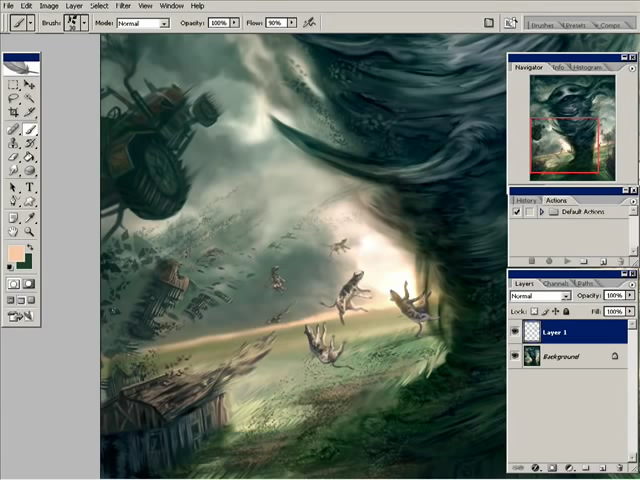 File Edit Image Layer Select Filter View Window Help
Brush: 30 Mode: Normal Opacity: 100% Flow: 90% Brushes Presets Comps
Navigator Info Histogram
History Actions
Default Actions
Layers Channels Paths
Normal Opacity: 100%
Lock: Fill: 100%
Layer 1
Background
T